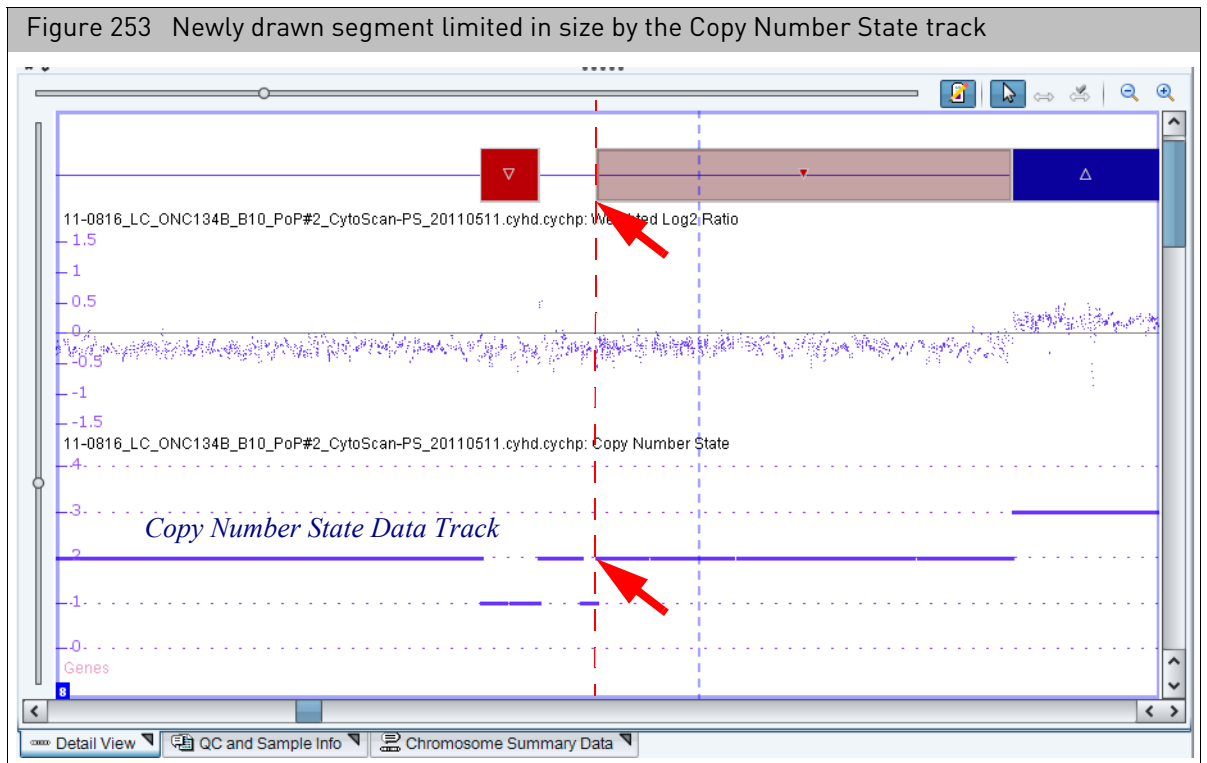 Figure 253 Newly drawn segment limited in size by the Copy Number State track
11-0816_LC_ONC134B_B10_PoP#2_CytoScan-PS_20110511.cyhd.cychp: Weighted Log2 Ratio
1.5
1
0.5
0
-0.5
-1
-1.5
11-0816_LC_ONC134B_B10_PoP#2_CytoScan-PS_20110511.cyhd.cychp: Copy Number State
4
3
Copy Number State Data Track
2
1
0
Genes
8
Detail View QC and Sample Info Chromosome Summary Data